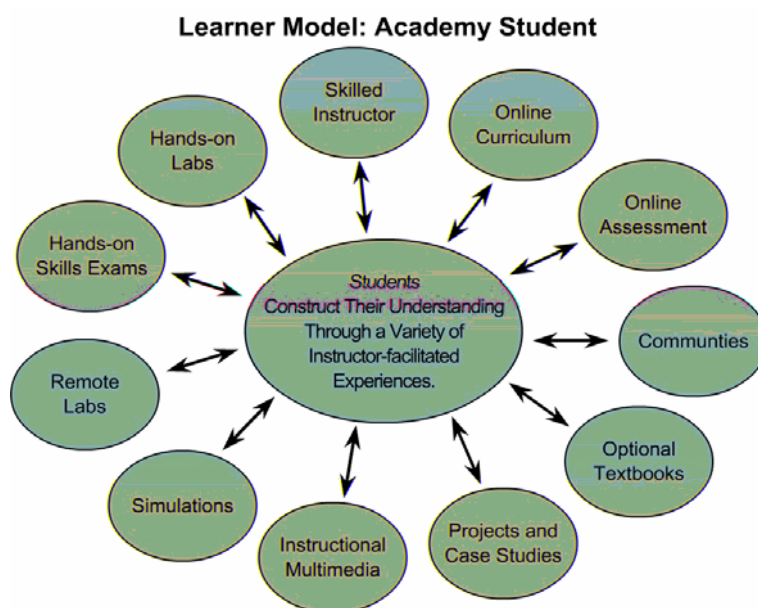 Learner Model: Academy Student
Skilled
Instructor
Online
Curriculum
Hands-on
Labs
Online
Assessment
Hands-on
Skills Exams
Students
Construct Their Understanding
Through a Variety of
Instructor-facilitated
Experiences.
Communties
Remote
Labs
Optional
Textbooks
Simulations
Projects and
Case Studies
Instructional
Multimedia